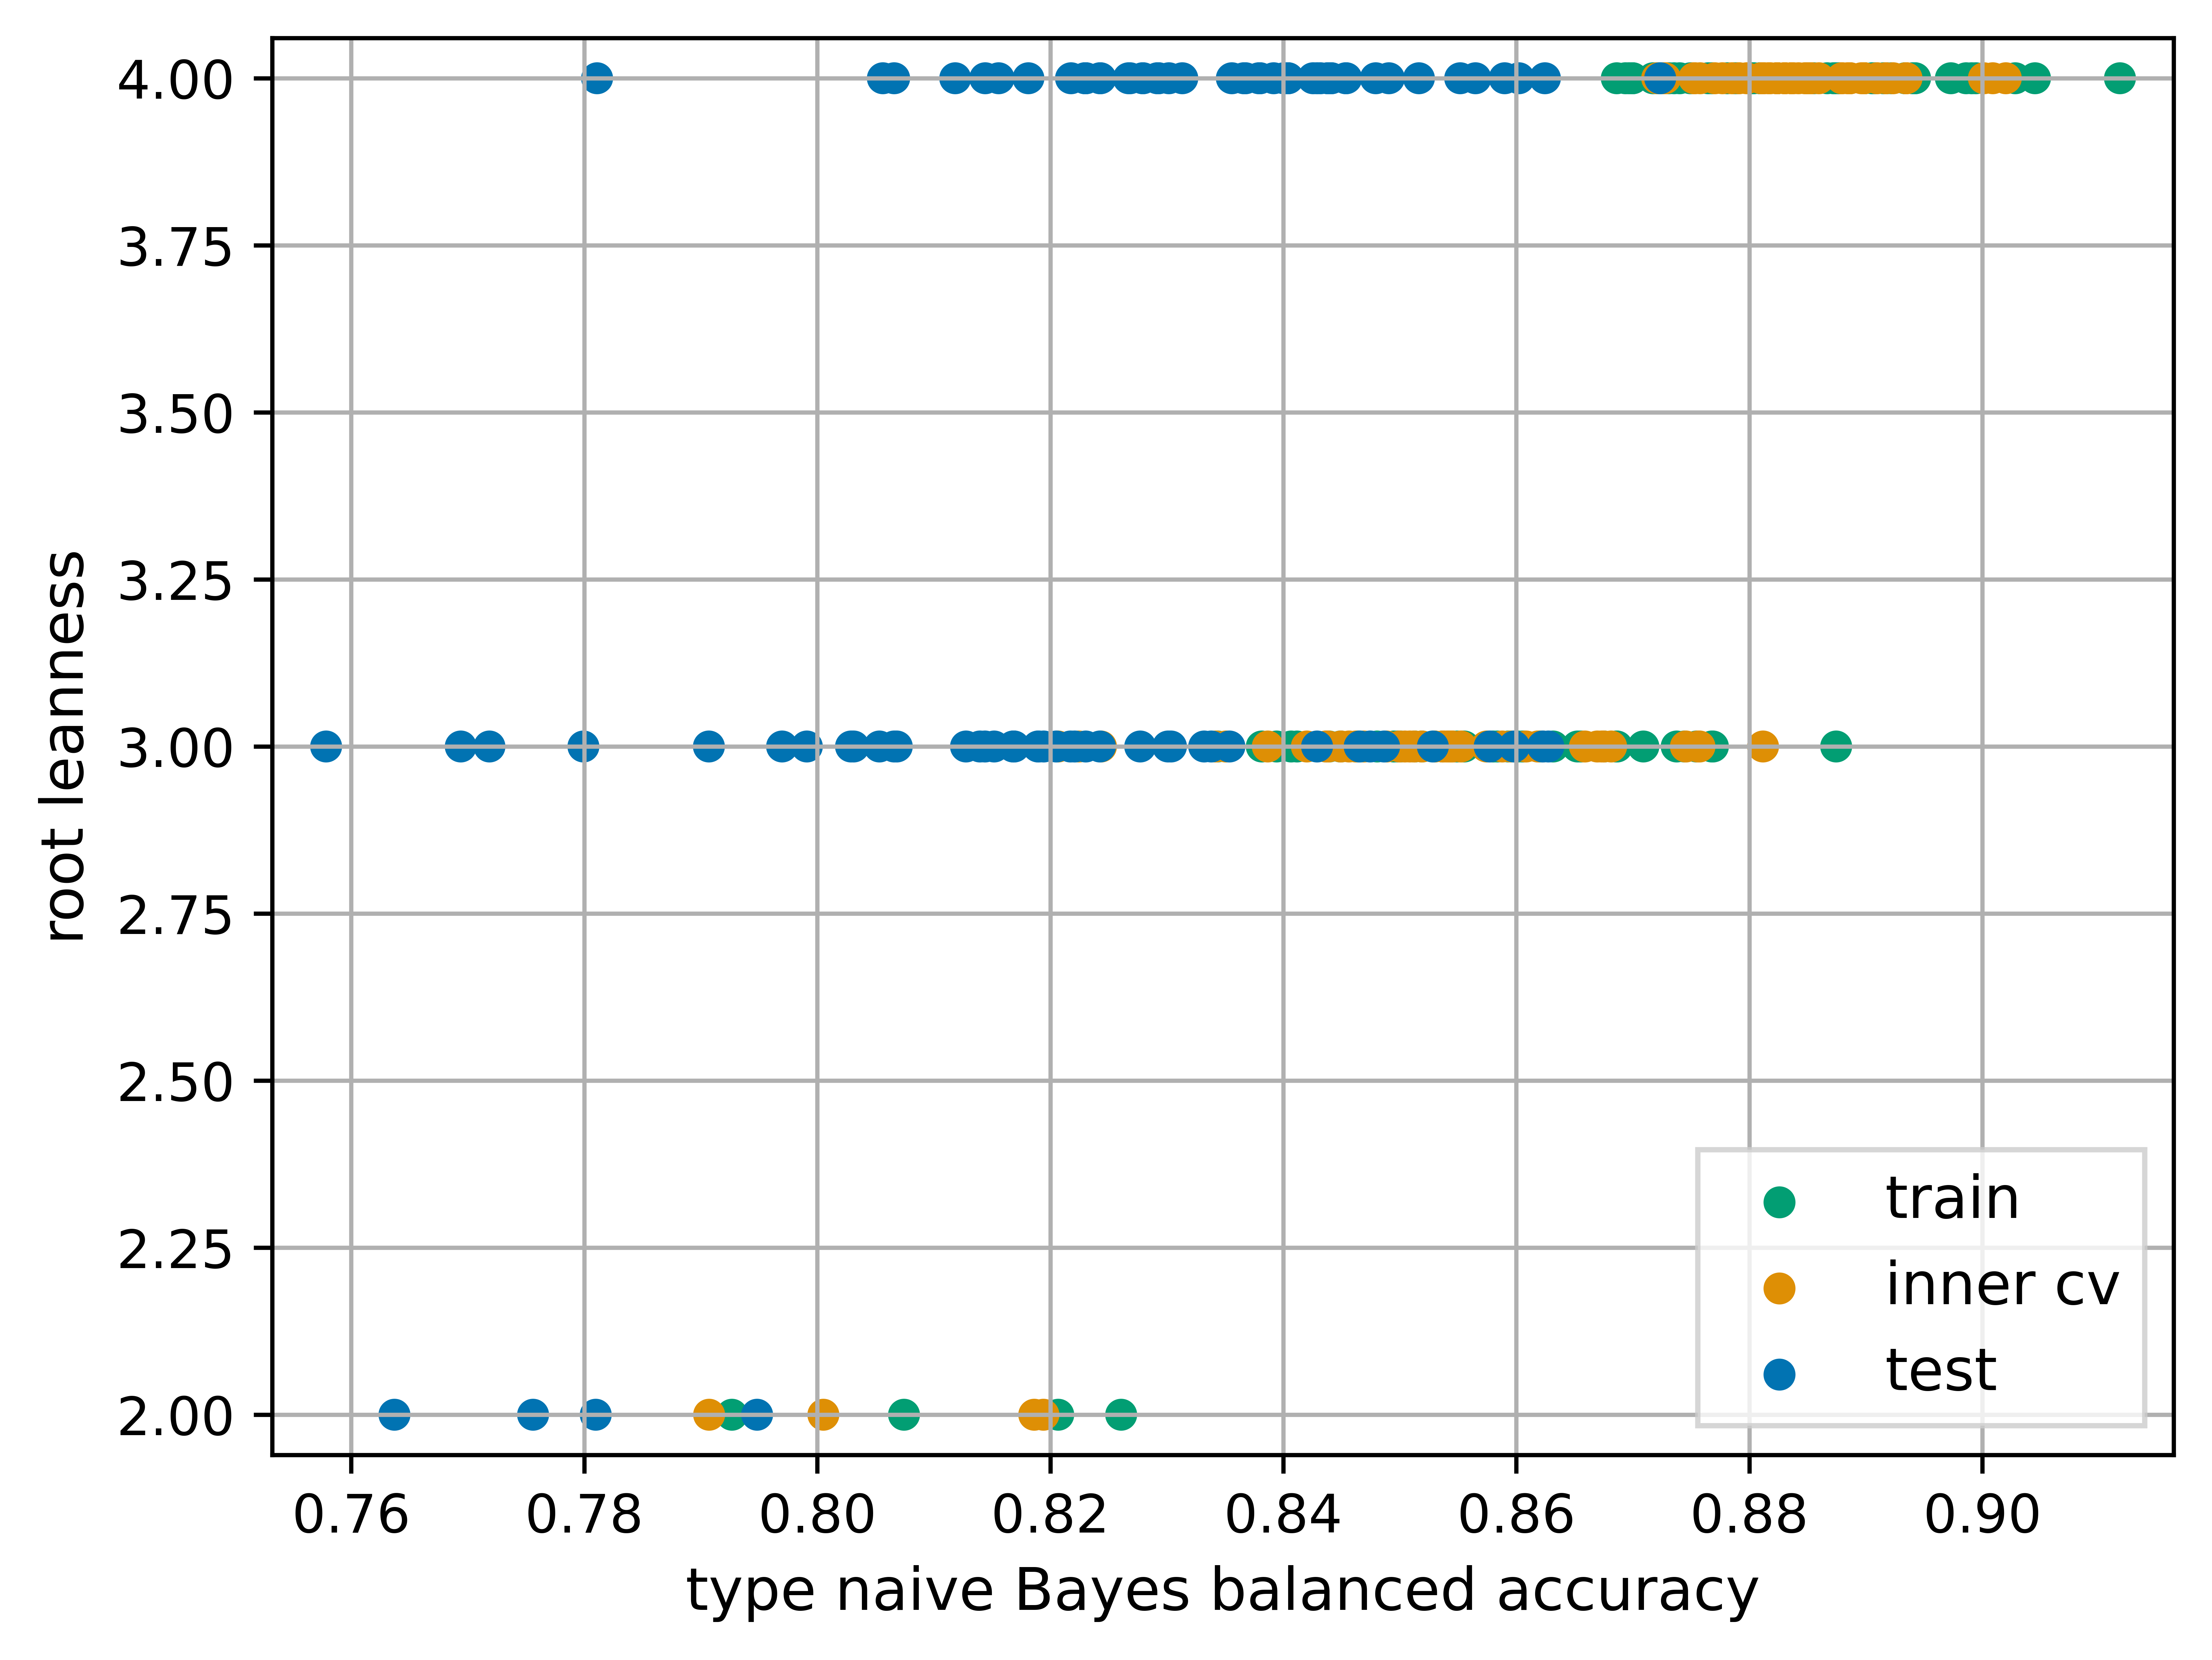 4.00
3.75
3.50
3.25
3.00
2.75
2.50
2.25
2.00
root leanness
train
inner cv
test
0.76 0.78 0.80 0.82 0.84 0.86 0.88 0.90
type naive Bayes balanced accuracy